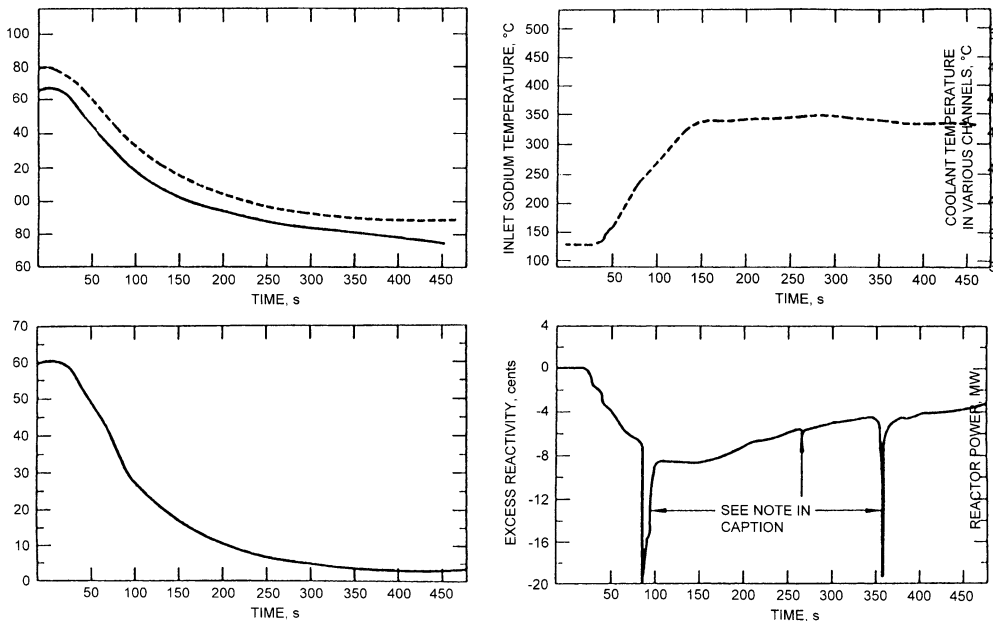 100
80
60
40
20
00
80
60
50 100 150 200 250 300 350 400 450
TIME, s
INLET SODIUM TEMPERATURE, °C
500
450
400
350
300
250
200
150
100
50 100 150 200 250 300 350 400 450
TIME, s
COOLANT TEMPERATURE
IN VARIOUS CHANNELS, °C
70
60
50
40
30
20
10
0
50 100 150 200 250 300 350 400 450
TIME, s
EXCESS REACTIVITY, cents
4
0
-4
-8
-12
-16
-20
50 100 150 200 250 300 350 400 450
TIME, s
SEE NOTE IN
CAPTION
REACTOR POWER, MW